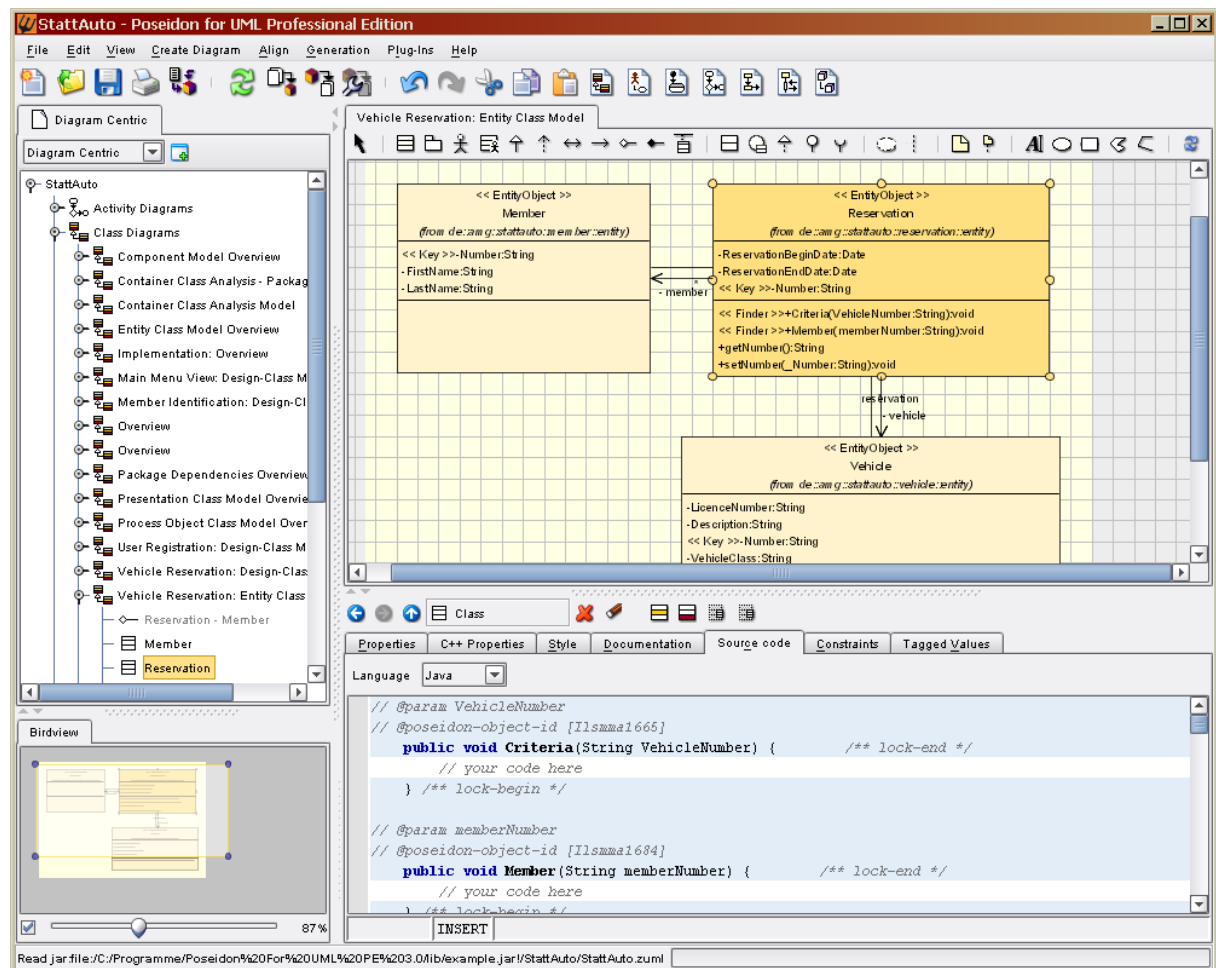 StattAuto - Poseidon for UML Professional Edition
File Edit View Create Diagram Align Generation Plug-Ins Help
Diagram Centric
Diagram Centric
StattAuto
Activity Diagrams
Class Diagrams
Component Model Overview
Container Class Analysis - Packag
Container Class Analysis Model
Entity Class Model Overview
Implementation: Overview
Main Menu View: Design-Class M
Member Identification: Design-Cl
Overview
Overview
Package Dependencies Overview
Presentation Class Model Overvie
Process Object Class Model Over
User Registration: Design-Class M
Vehicle Reservation: Design-Clas
Vehicle Reservation: Entity Class
Reservation - Member
Member
Reservation
Birdview
87%
Vehicle Reservation: Entity Class Model
<< EntityObject >>
Member
(from de::amg::stattauto::member::entity)
<< Key >>-Number:String
-FirstName:String
-LastName:String
- member
*
<< EntityObject >>
Reservation
(from de::amg::stattauto::reservation::entity)
-ReservationBeginDate:Date
-ReservationEndDate:Date
<< Key >>-Number:String
<< Finder >>+Criteria(VehicleNumber:String):void
<< Finder >>+Member(memberNumber:String):void
+getNumber():String
+setNumber(_Number:String):void
reservation
- vehicle
<< EntityObject >>
Vehicle
(from de::amg::stattauto::vehicle::entity)
-LicenceNumber:String
-Description:String
<< Key >>-Number:String
-VehicleClass:String
Class
Properties C++ Properties Style Documentation Source code Constraints Tagged Values
Language Java
// @param VehicleNumber
// @poseidon-object-id [Ilsmma1665]
public void Criteria(String VehicleNumber) { /** lock-end */
// your code here
} /** lock-begin */
// @param memberNumber
// @poseidon-object-id [Ilsmma1684]
public void Member(String memberNumber) { /** lock-end */
// your code here
} /** lock-begin */
INSERT
Read jar:file:/C:/Programme/Poseidon%20For%20UML%20PE%203.0/lib/example.jar!/StattAuto/StattAuto.zuml